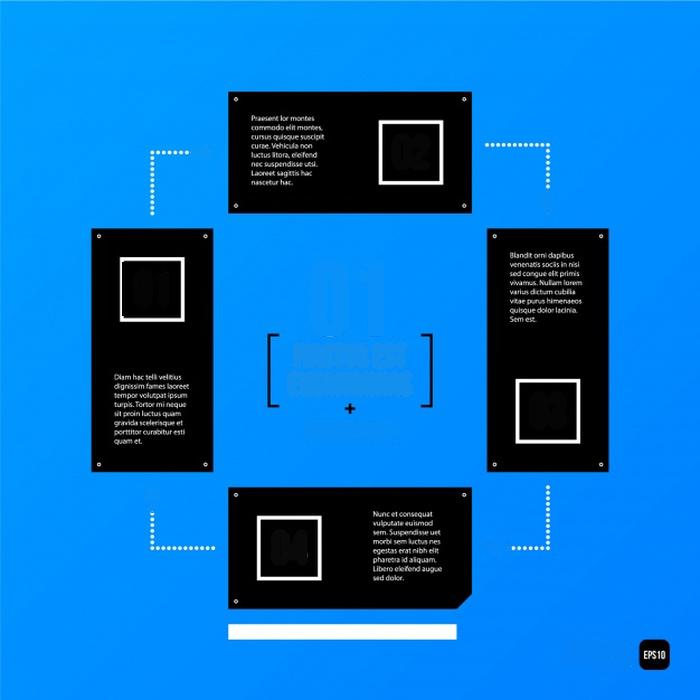 Praesent lor montes
commodo elit montes,
cursus quisque suscipit
curae. Vehicula non
luctus litora, eleifend
nec suspendisse utsi.
Laoreet sagittis hac
nascetur hac.
02
01
Diam hac telli velitius
dignissim fames laoreet
tempor volutpat ipsum
turpis. Tortor mi neque
sit proin luctus quam
gravida scelerisque et
porttitor curabitur esti
quam et.
01
+
Blandit orni dapibus
venenatis sociis in nisi
sed congue elit primis
vivamus. Nullam lorem
varius dictum cubilia
vitae purus himenaeos
quisque dolor lacinia.
Sem est.
03
04
Nunc et consequat
vulputate euismod
sem. Suspendisse uet
morbi sem luctus nes
egestas erat nibh elit
pharetra id aliquam.
Libero eleifend augue
sed dolor.
EPS10